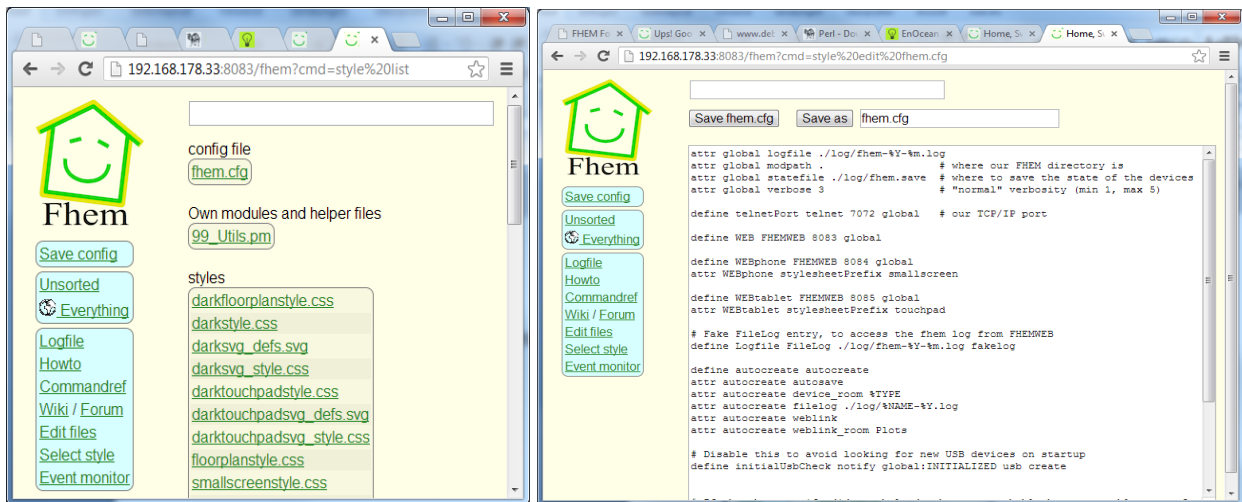 192.168.178.33:8083/fhem?cmd=style%20list
Fhem
Save config
Unsorted
Everything
Logfile
Howto
Commandref
Wiki / Forum
Edit files
Select style
Event monitor
config file
fhem.cfg
Own modules and helper files
99_Utils.pm
styles
darkfloorplanstyle.css
darkstyle.css
darksvg_defs.svg
darksvg_style.css
darktouchpadstyle.css
darktouchpadsvg_defs.svg
darktouchpadsvg_style.css
floorplanstyle.css
smallscreenstyle.css
FHEM Fo
Ups! Goo
www.del
Perl - Do
EnOcean
Home, S
Home, S
192.168.178.33:8083/fhem?cmd=style%20edit%20fhem.cfg
Fhem
Save config
Unsorted
Everything
Logfile
Howto
Commandref
Wiki / Forum
Edit files
Select style
Event monitor
Save fhem.cfg Save as fhem.cfg
attr global logfile ./log/fhem-%Y-%m.log
attr global modpath . # where our FHEM directory is
attr global statefile ./log/fhem.save # where to save the state of the devices
attr global verbose 3 # "normal" verbosity (min 1, max 5)
define telnetPort telnet 7072 global # our TCP/IP port
define WEB FHEMWEB 8083 global
define WEBphone FHEMWEB 8084 global
attr WEBphone stylesheetPrefix smallscreen
define WEBtablet FHEMWEB 8085 global
attr WEBtablet stylesheetPrefix touchpad
# Fake FileLog entry, to access the fhem log from FHEMWEB
define Logfile FileLog ./log/fhem-%Y-%m.log fakelog
define autocreate autocreate
attr autocreate autosave
attr autocreate device_room %TYPE
attr autocreate filelog ./log/%NAME-%Y.log
attr autocreate weblink
attr autocreate weblink_room Plots
# Disable this to avoid looking for new USB devices on startup
define initialUsbCheck notify global:INITIALIZED usb create